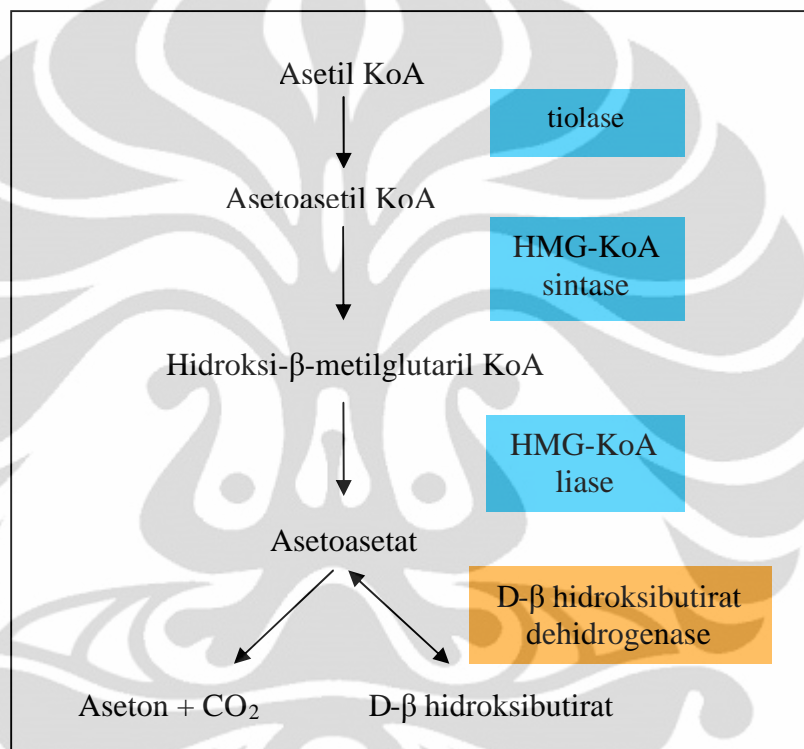 Asetil KoA
tiolase
Asetoasetil KoA
HMG-KoA
sintase
Hidroksi-β-metilglutaril KoA
HMG-KoA
liase
Asetoasetat
D-β hidroksibutirat
dehidrogenase
Aseton + CO₂
D-β hidroksibutirat